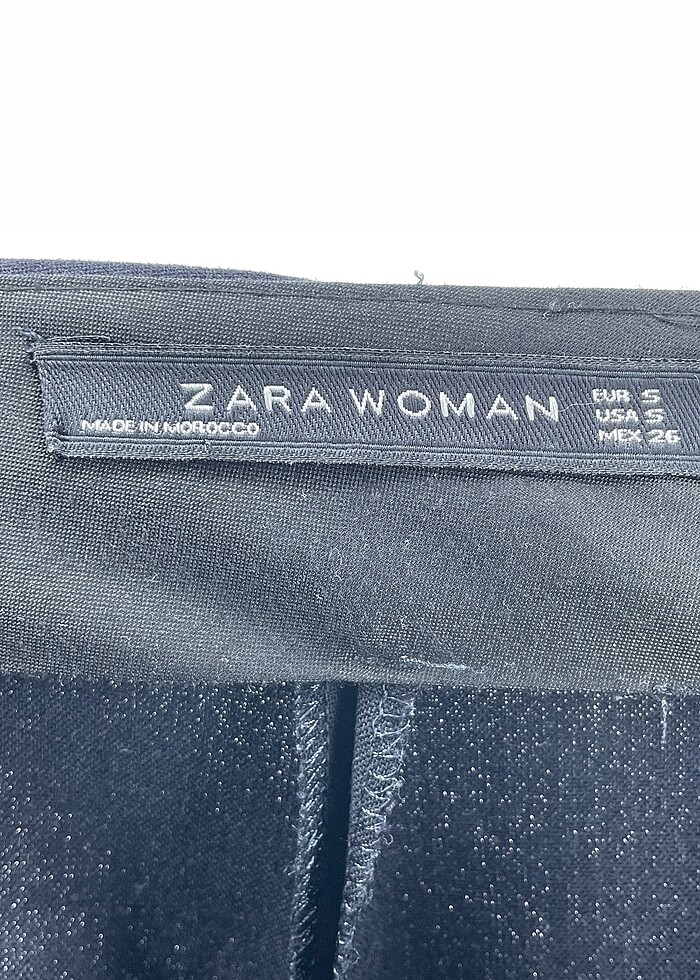 ZARA WOMAN
MADE IN MOROCCO
EUR S
USA S
MEX 26